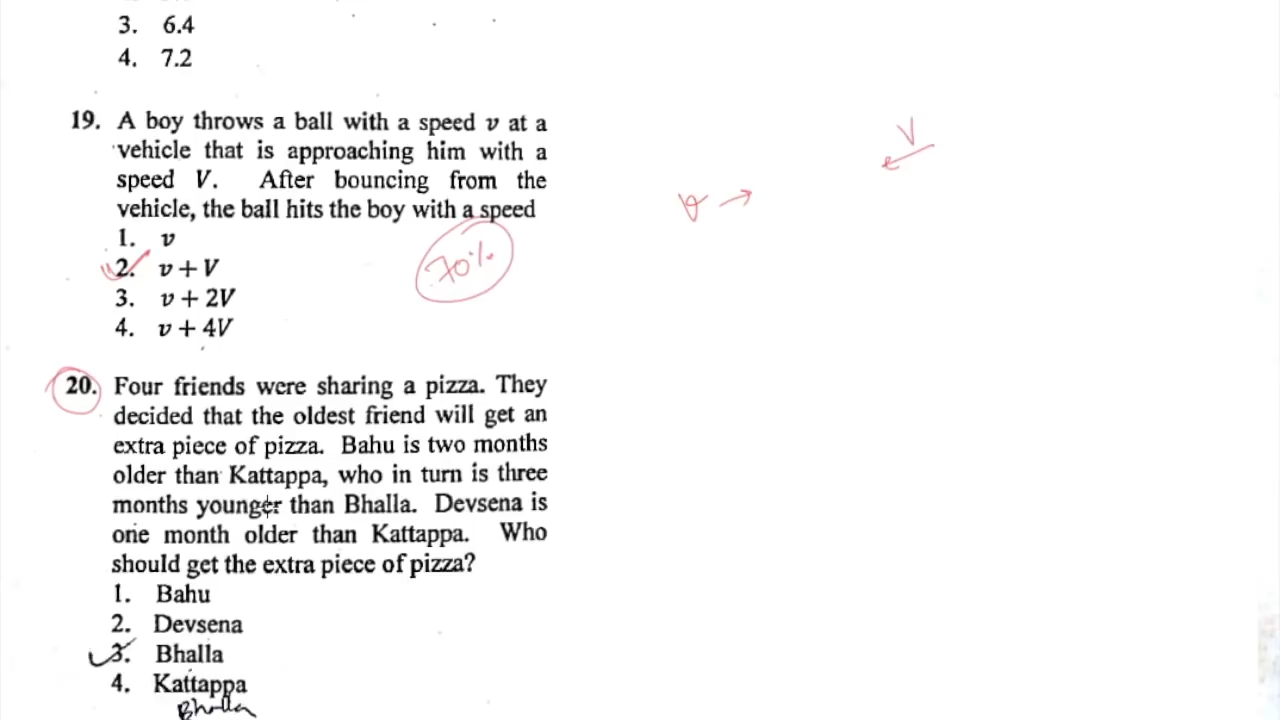 3. 6.4
4. 7.2
19. A boy throws a ball with a speed v at a
vehicle that is approaching him with a
speed V. After bouncing from the
vehicle, the ball hits the boy with a speed
1. v
2. v + V
3. v + 2V
4. v + 4V
70%
v →
V
20. Four friends were sharing a pizza. They
decided that the oldest friend will get an
extra piece of pizza. Bahu is two months
older than Kattappa, who in turn is three
months younger than Bhalla. Devsena is
one month older than Kattappa. Who
should get the extra piece of pizza?
1. Bahu
2. Devsena
3. Bhalla
4. Kattappa
Bhalla